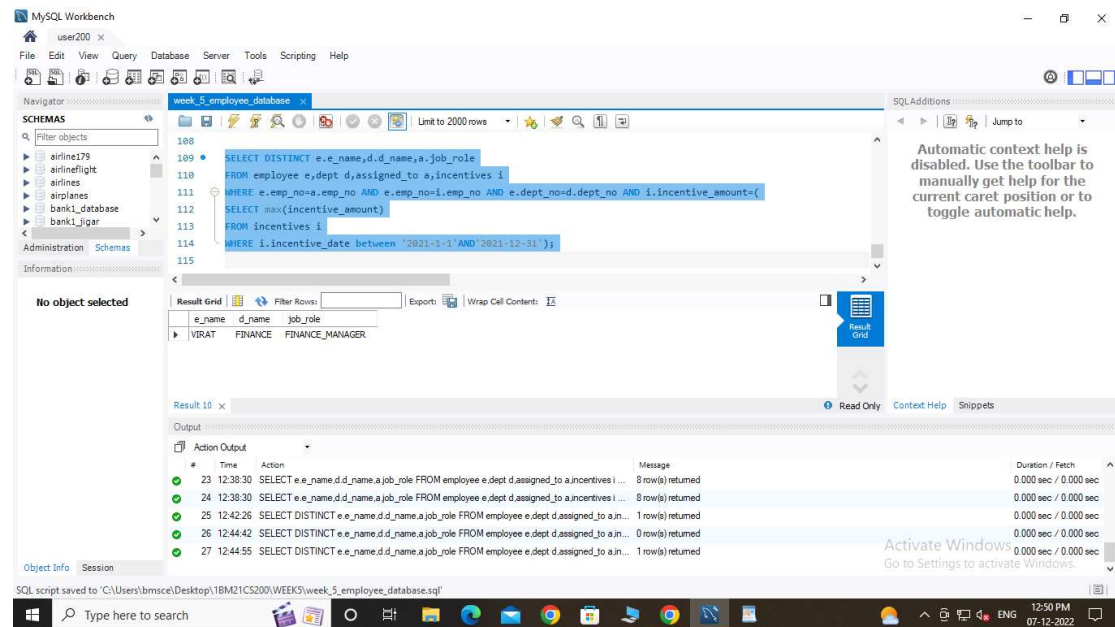 MySQL Workbench
user200 ×
File Edit View Query Database Server Tools Scripting Help
Navigator
week_5_employee_database ×
SQLAdditions
SCHEMAS
Filter objects
airline179
airlineflight
airlines
airplanes
bank1_database
bank1_jigar
Administration Schemas
Information
No object selected
Limit to 2000 rows
108
109 SELECT DISTINCT e.e_name,d.d_name,a.job_role
110 FROM employee e,dept d,assigned_to a,incentives i
111 WHERE e.emp_no=a.emp_no AND e.emp_no=i.emp_no AND e.dept_no=d.dept_no AND i.incentive_amount=(
112 SELECT max(incentive_amount)
113 FROM incentives i
114 WHERE i.incentive_date between '2021-1-1'AND'2021-12-31');
115
Jump to
Automatic context help is
disabled. Use the toolbar to
manually get help for the
current caret position or to
toggle automatic help.
Result Grid Filter Rows: Export: Wrap Cell Content:
e_name d_name job_role
VIRAT FINANCE FINANCE_MANAGER
Result
Grid
Result 10 ×
Read Only
Context Help Snippets
Output
Action Output
# Time Action Message Duration / Fetch
23 12:38:30 SELECT e.e_name,d.d_name,a.job_role FROM employee e,dept d,assigned_to a,incentives i ... 8 row(s) returned 0.000 sec / 0.000 sec
24 12:38:30 SELECT e.e_name,d.d_name,a.job_role FROM employee e,dept d,assigned_to a,incentives i ... 8 row(s) returned 0.000 sec / 0.000 sec
25 12:42:26 SELECT DISTINCT e.e_name,d.d_name,a.job_role FROM employee e,dept d,assigned_to a,in... 1 row(s) returned 0.000 sec / 0.000 sec
26 12:44:42 SELECT DISTINCT e.e_name,d.d_name,a.job_role FROM employee e,dept d,assigned_to a,in... 0 row(s) returned 0.000 sec / 0.000 sec
27 12:44:55 SELECT DISTINCT e.e_name,d.d_name,a.job_role FROM employee e,dept d,assigned_to a,in... 1 row(s) returned 0.000 sec / 0.000 sec
Activate Windows
Go to Settings to activate Windows.
Object Info Session
SQL script saved to 'C:\Users\bmsce\Desktop\1BM21CS200\WEEK5\week_5_employee_database.sql'
Type here to search
ENG
12:50 PM
07-12-2022